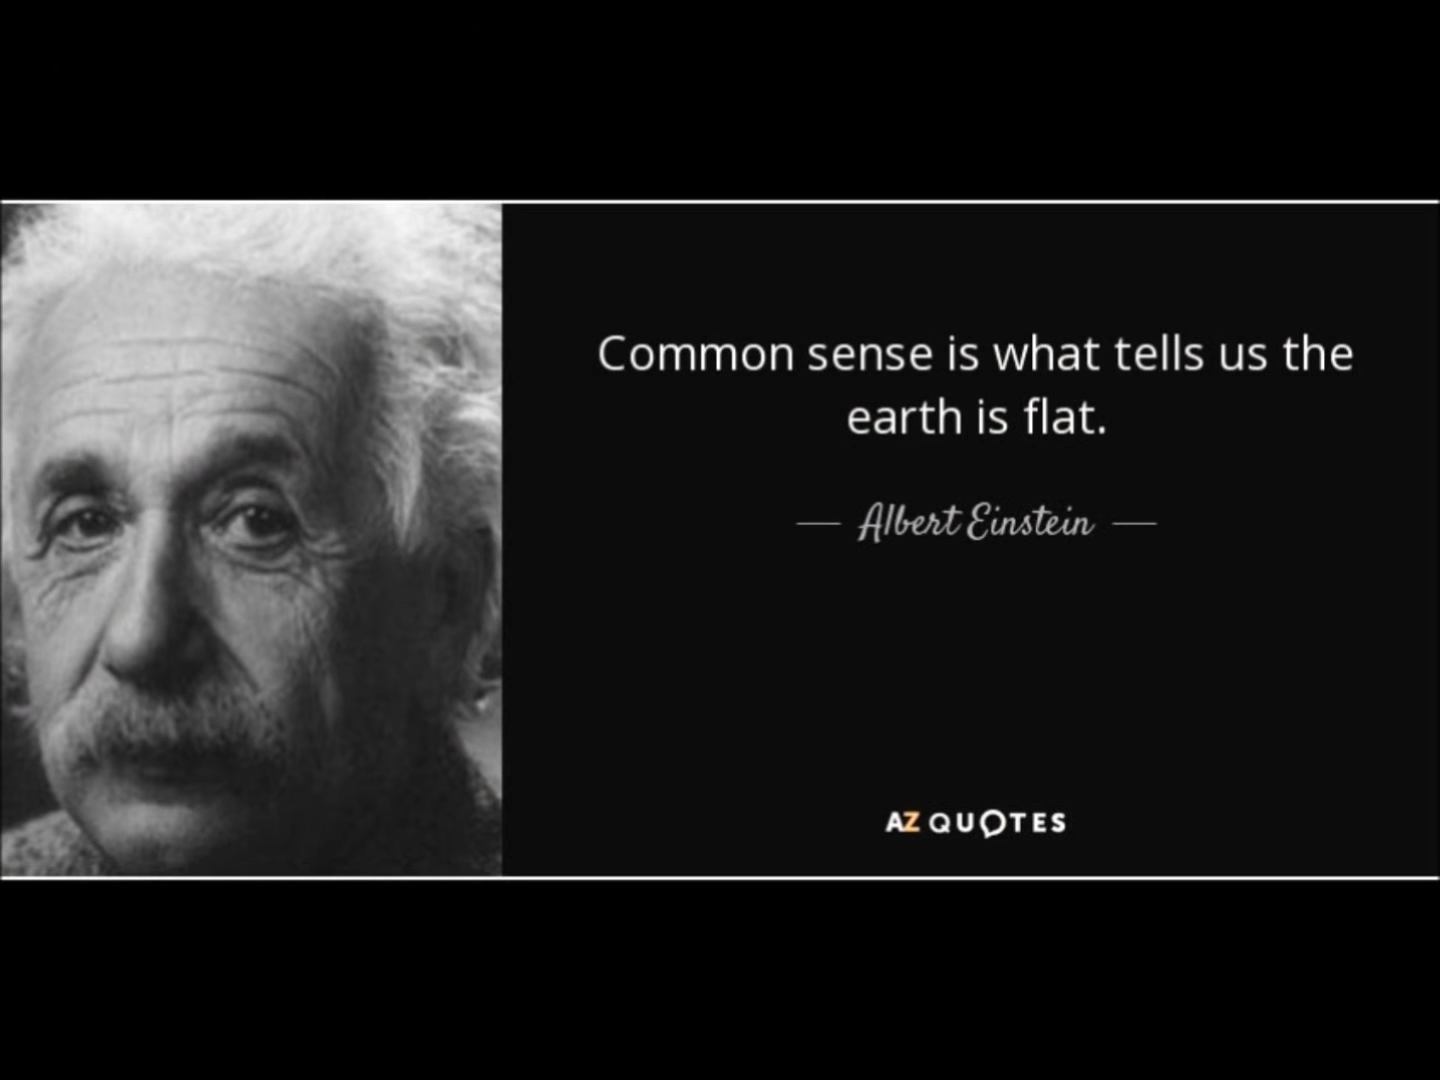 Common sense is what tells us the
earth is flat.
— Albert Einstein —
AZ QUOTES